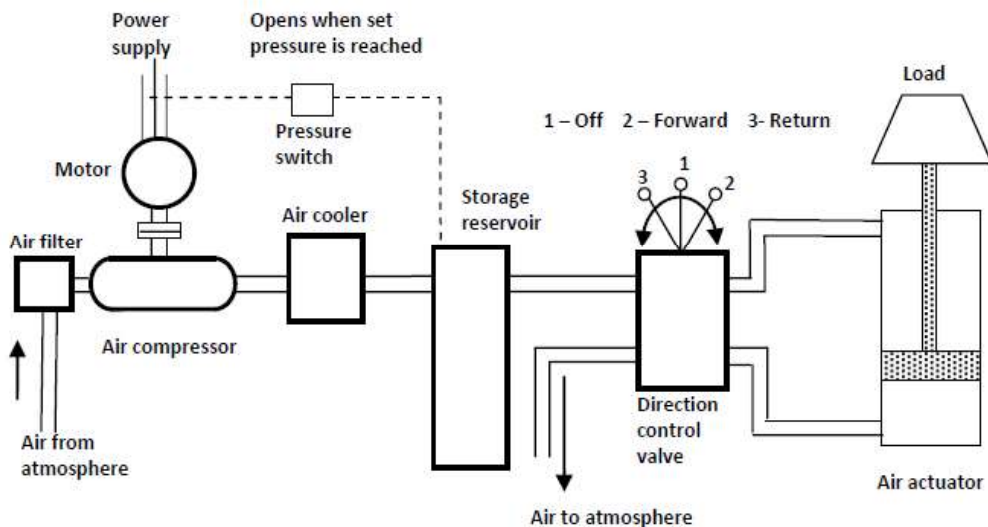 Power
supply
Opens when set
pressure is reached
Load
1 – Off 2 – Forward 3- Return
Pressure
switch
Motor
1
3
2
Storage
reservoir
Air cooler
Air filter
Air compressor
Direction
control
valve
Air from
atmosphere
Air actuator
Air to atmosphere